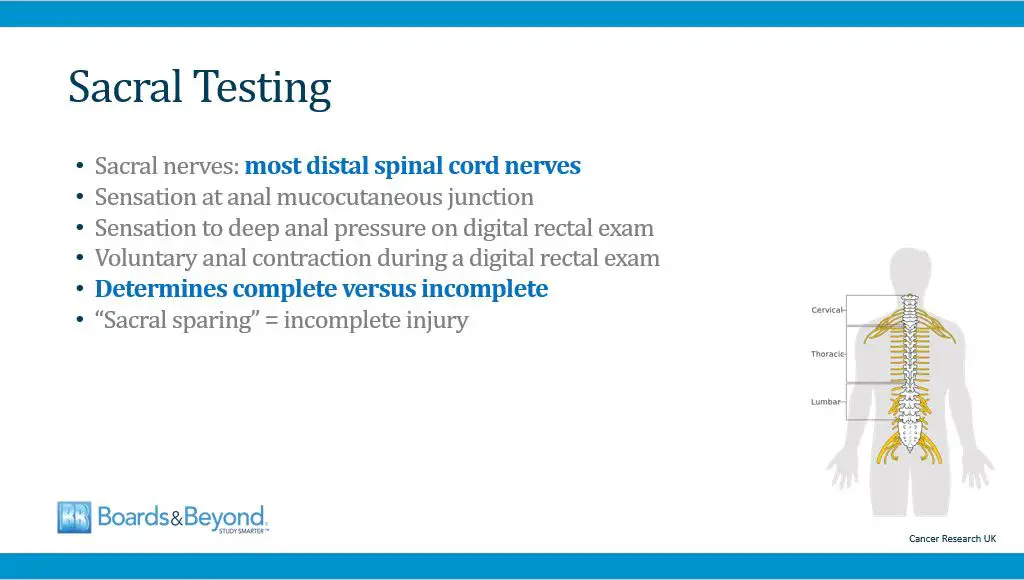 Sacral Testing
• Sacral nerves: most distal spinal cord nerves
• Sensation at anal mucocutaneous junction
• Sensation to deep anal pressure on digital rectal exam
• Voluntary anal contraction during a digital rectal exam
• Determines complete versus incomplete
• “Sacral sparing” = incomplete injury
Cervical
Thoracic
Lumbar
BB Boards&Beyond.
STUDY SMARTER™
Cancer Research UK